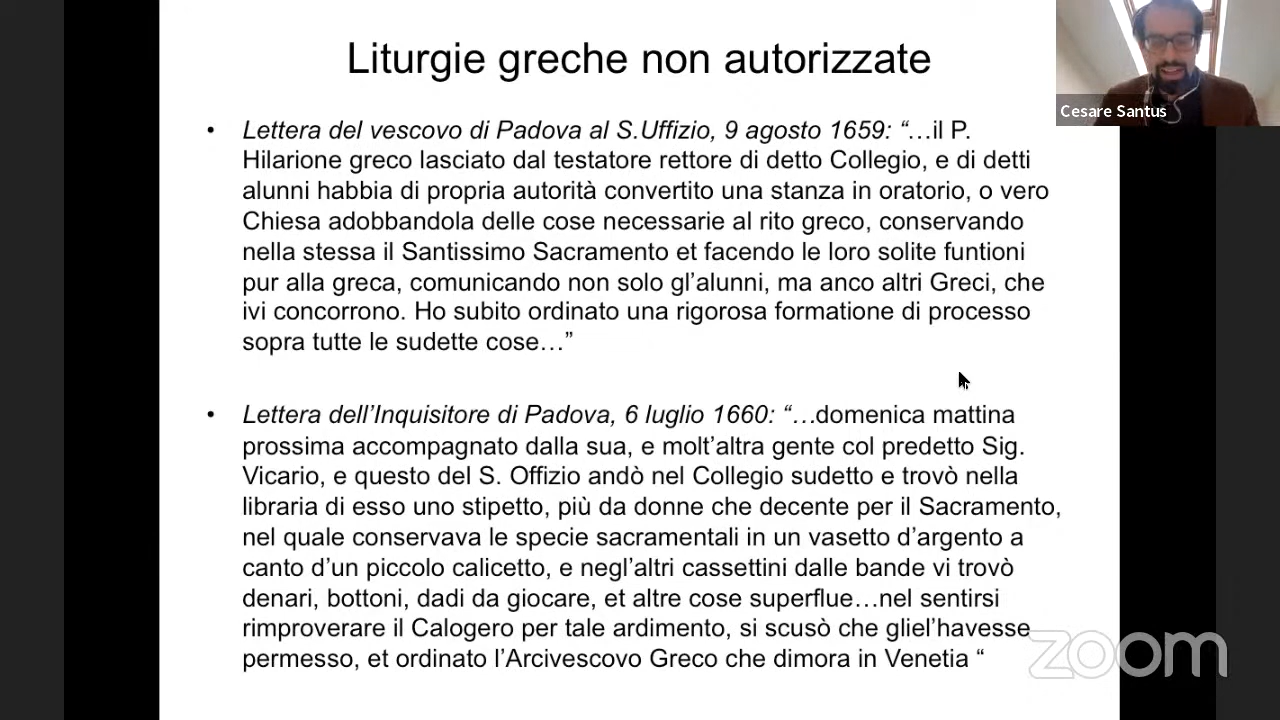 Liturgie greche non autorizzate
Cesare Santus
• Lettera del vescovo di Padova al S.Uffizio, 9 agosto 1659: “…il P.
Hilarione greco lasciato dal testatore rettore di detto Collegio, e di detti
alunni habbia di propria autorità convertito una stanza in oratorio, o vero
Chiesa adobbandola delle cose necessarie al rito greco, conservando
nella stessa il Santissimo Sacramento et facendo le loro solite funtioni
pur alla greca, comunicando non solo gl’alunni, ma anco altri Greci, che
ivi concorrono. Ho subito ordinato una rigorosa formatione di processo
sopra tutte le sudette cose…”
• Lettera dell’Inquisitore di Padova, 6 luglio 1660: “…domenica mattina
prossima accompagnato dalla sua, e molt’altra gente col predetto Sig.
Vicario, e questo del S. Offizio andò nel Collegio sudetto e trovò nella
libraria di esso uno stipetto, più da donne che decente per il Sacramento,
nel quale conservava le specie sacramentali in un vasetto d’argento a
canto d’un piccolo calicetto, e negl’altri cassettini dalle bande vi trovò
denari, bottoni, dadi da giocare, et altre cose superflue…nel sentirsi
rimproverare il Calogero per tale ardimento, si scusò che gliel’havesse
permesso, et ordinato l’Arcivescovo Greco che dimora in Venetia “
zoom